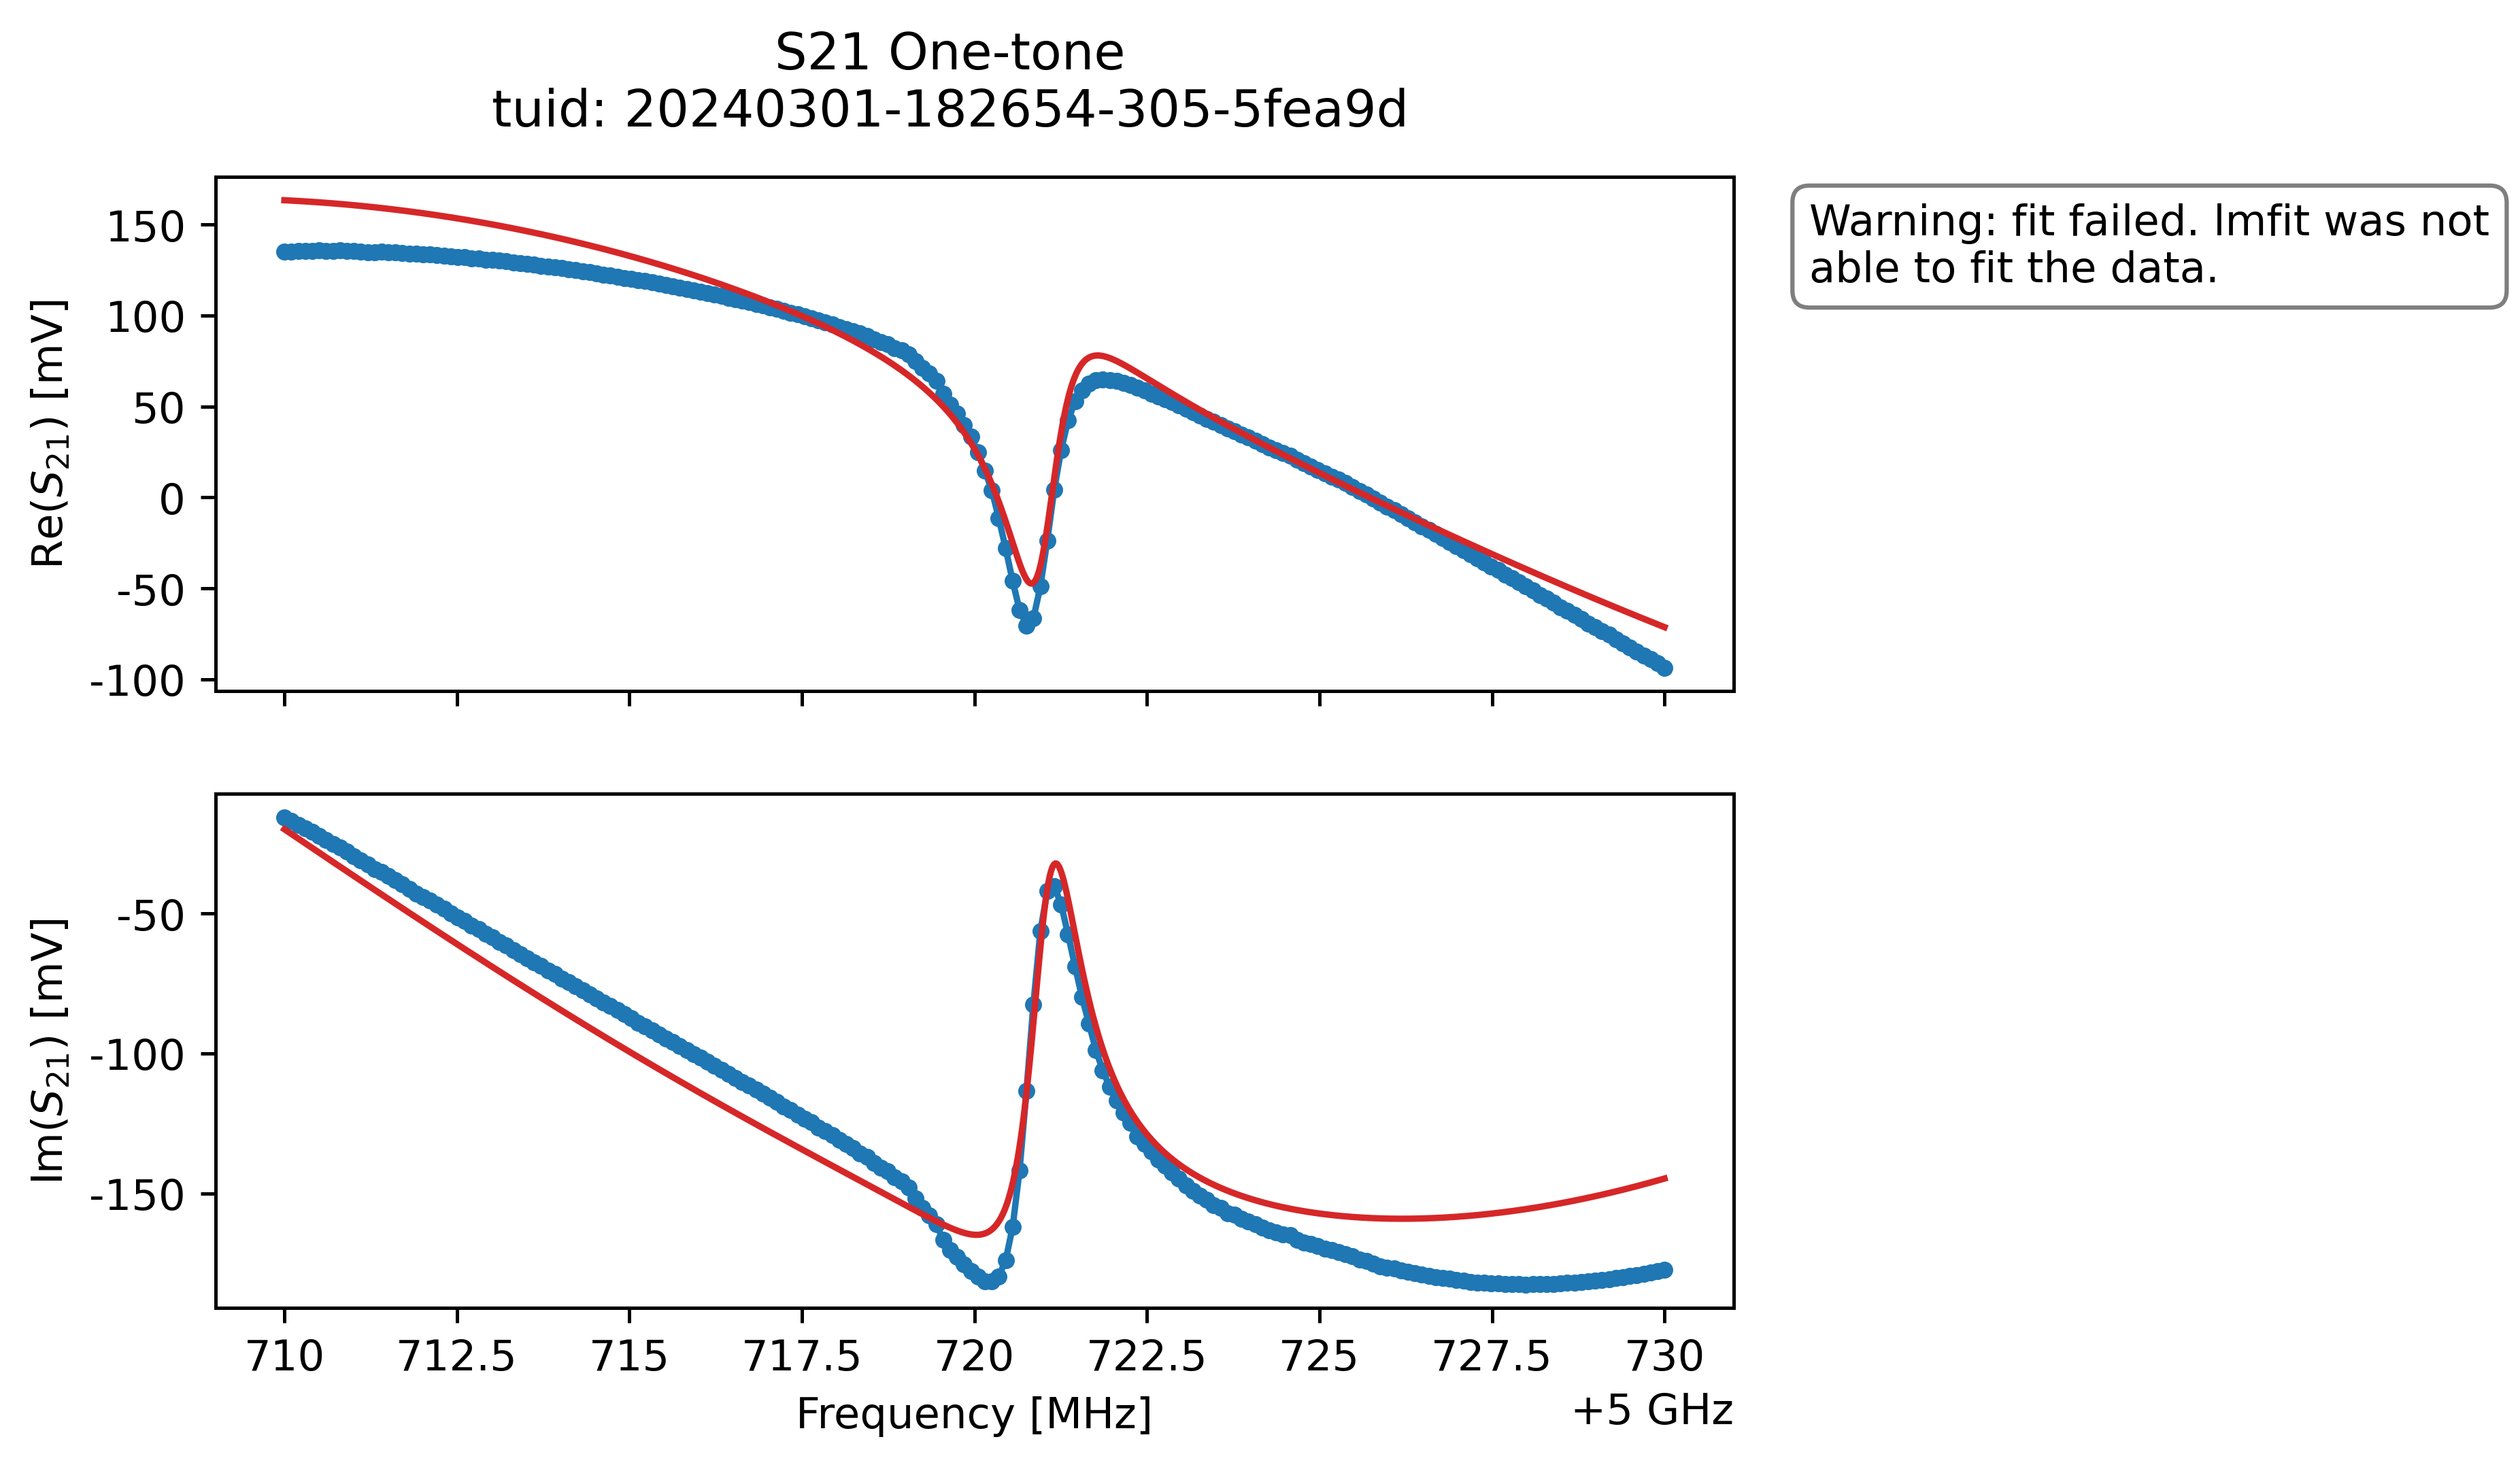 S21 One-tone
tuid: 20240301-182654-305-5fea9d
Warning: fit failed. lmfit was not
able to fit the data.
Re(S21) [mV]
150
100
50
0
-50
-100
Im(S21) [mV]
-50
-100
-150
710 712.5 715 717.5 720 722.5 725 727.5 730
Frequency [MHz]
+5 GHz